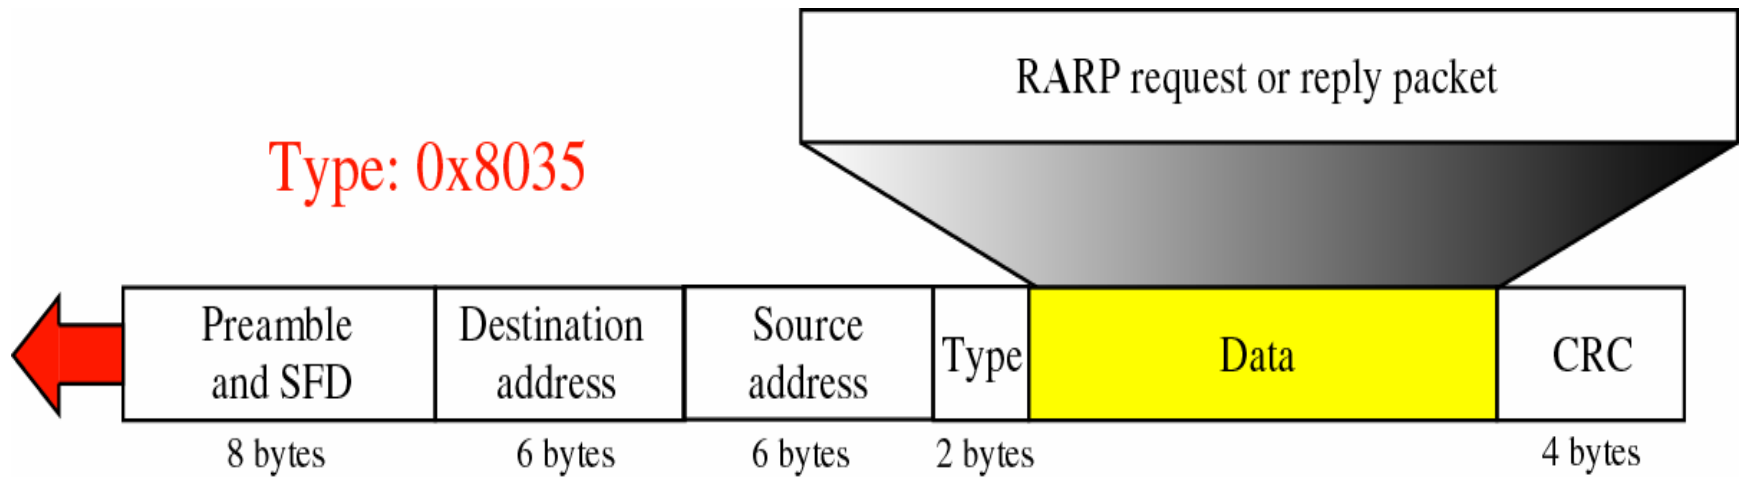 RARP request or reply packet
Type: 0x8035
Preamble
and SFD
Destination
address
Source
address
Type
Data
CRC
8 bytes
6 bytes
6 bytes
2 bytes
4 bytes